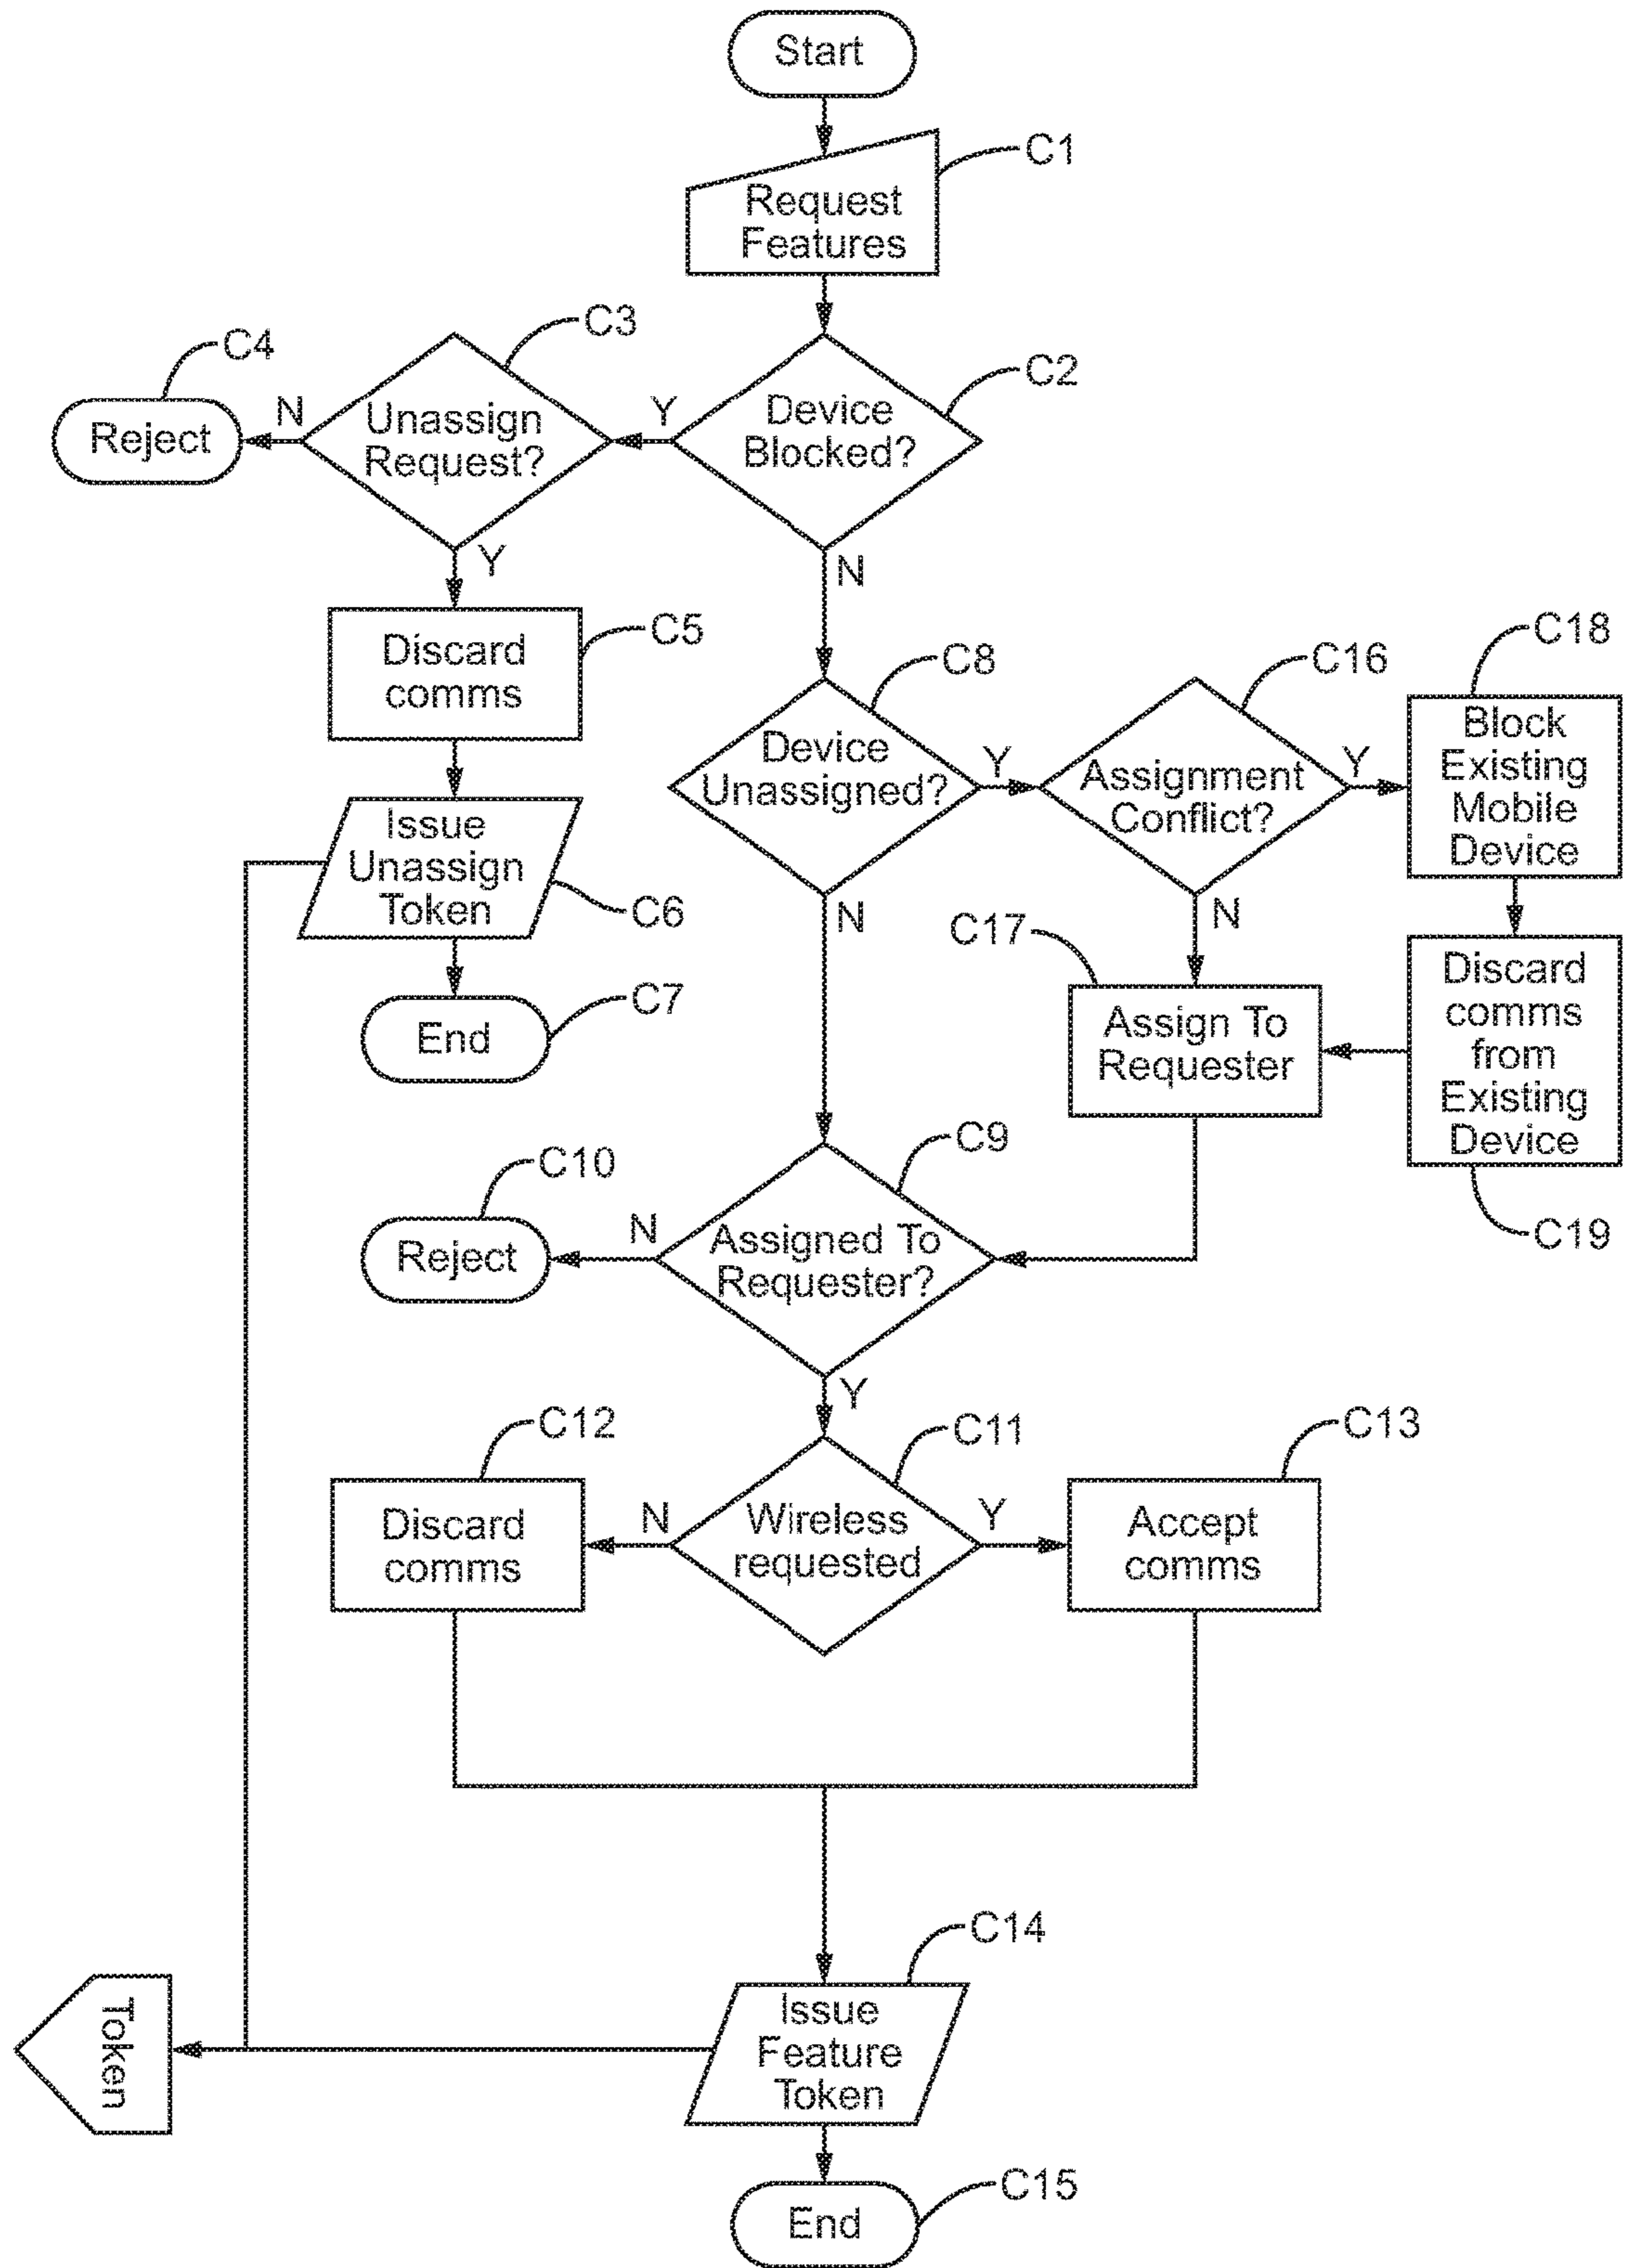 Start
C1
Request
Features
C4
C3
C2
Reject
N
Unassign
Request?
Y
Device
Blocked?
Y
N
C5
Discard
comms
C8
C16
C18
Device
Unassigned?
Y
Assignment
Conflict?
Y
Block
Existing
Mobile
Device
Issue
Unassign
Token
C6
N
N
C17
C7
End
Assign To
Requester
Discard
comms
from
Existing
Device
C19
C10
C9
Reject
N
Assigned To
Requester?
Y
C12
C11
C13
Discard
comms
N
Wireless
requested
Y
Accept
comms
C14
Token
Issue
Feature
Token
C15
End